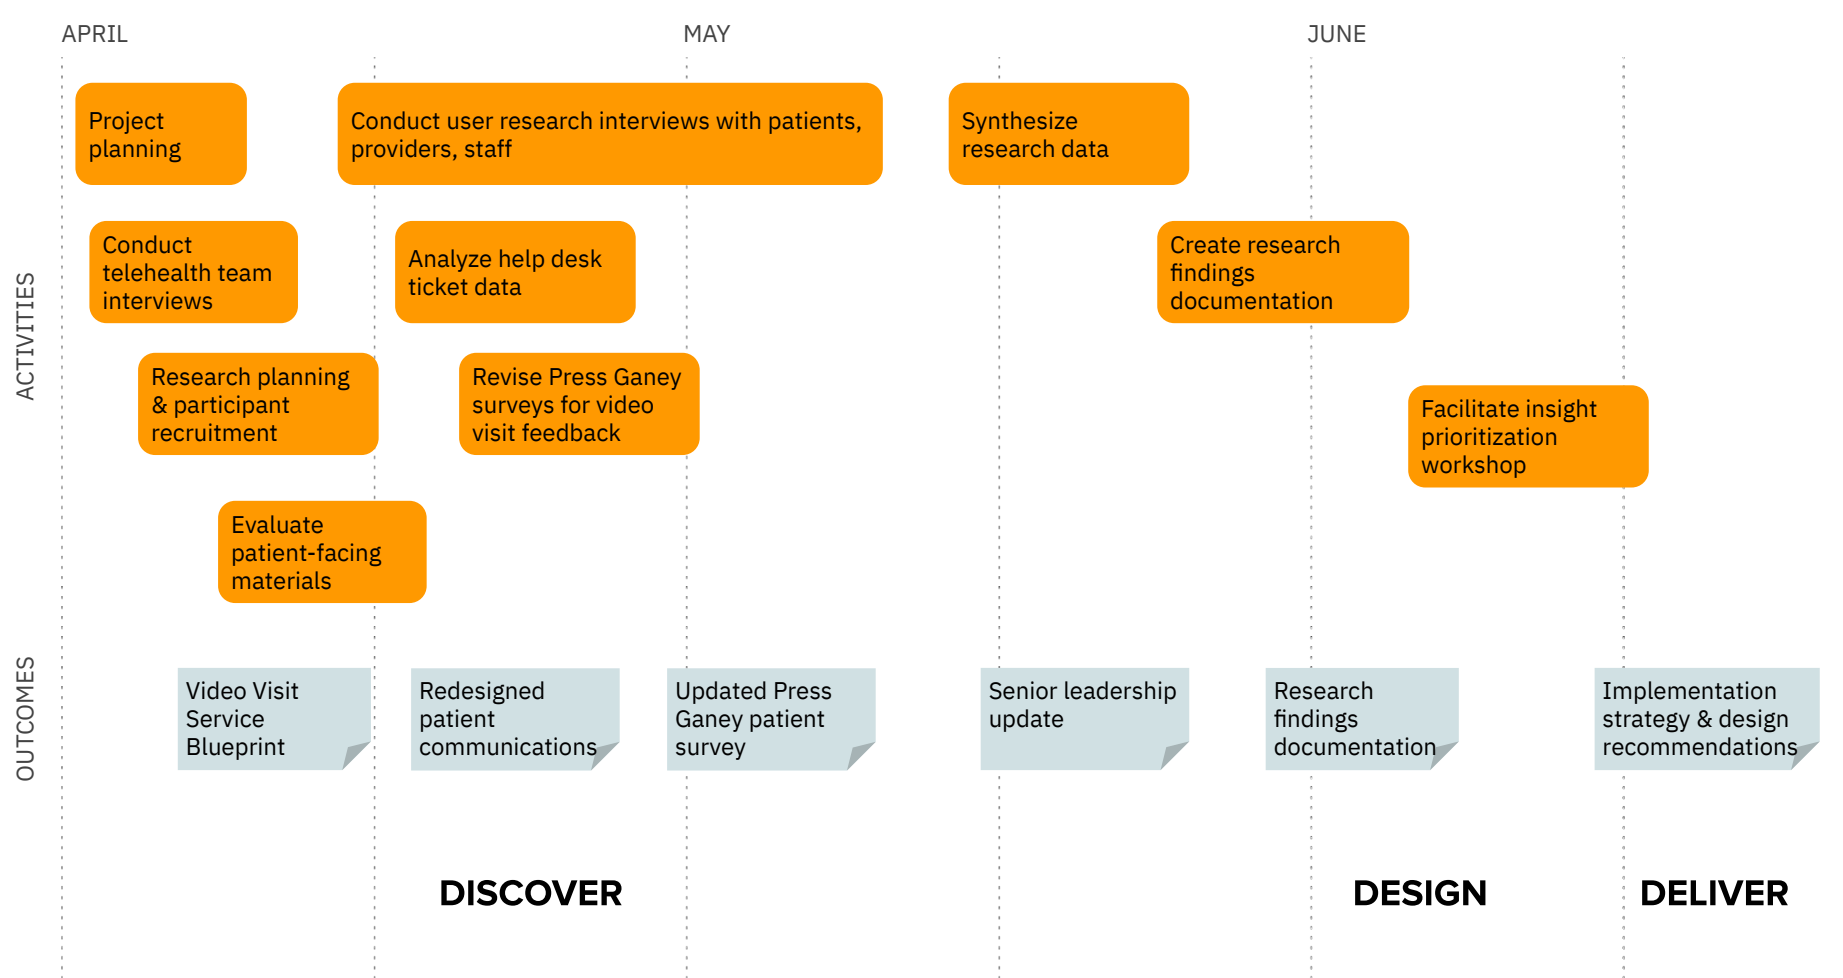 APRIL
MAY
JUNE
ACTIVITIES
Project
planning
Conduct user research interviews with patients,
providers, staff
Synthesize
research data
Conduct
telehealth team
interviews
Analyze help desk
ticket data
Create research
findings
documentation
Research planning
& participant
recruitment
Revise Press Ganey
surveys for video
visit feedback
Facilitate insight
prioritization
workshop
Evaluate
patient-facing
materials
OUTCOMES
Video Visit
Service
Blueprint
Redesigned
patient
communications
Updated Press
Ganey patient
survey
Senior leadership
update
Research
findings
documentation
Implementation
strategy & design
recommendations
DISCOVER
DESIGN
DELIVER